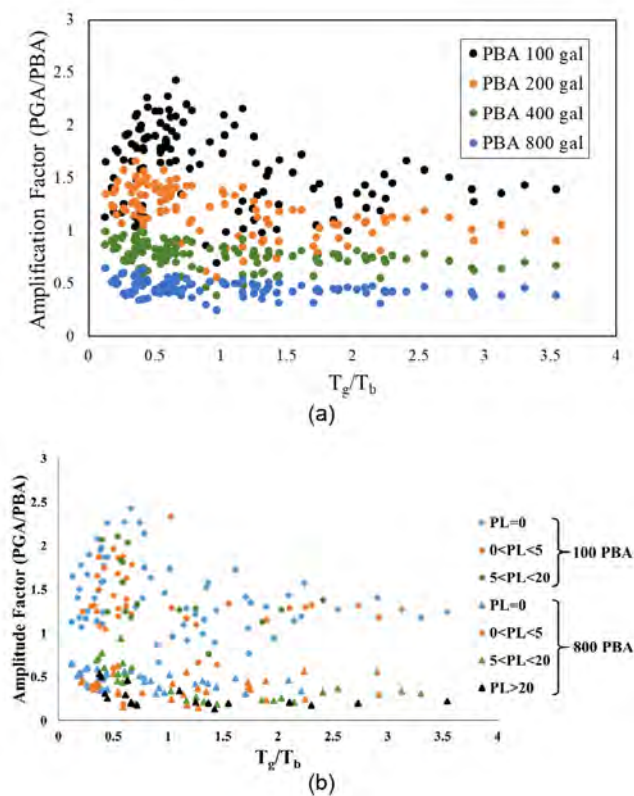 3
2.5
2
1.5
1
0.5
0
Amplification Factor (PGA/PBA)
PBA 100 gal
PBA 200 gal
PBA 400 gal
PBA 800 gal
0 0.5 1 1.5 2 2.5 3 3.5 4
Tg/Tb
(a)
3
2.5
2
1.5
1
0.5
0
Amplitude Factor (PGA/PBA)
PL=0
0<PL<5
5<PL<20
100 PBA
PL=0
0<PL<5
5<PL<20
PL>20
800 PBA
0 0.5 1 1.5 2 2.5 3 3.5 4
Tg/Tb
(b)